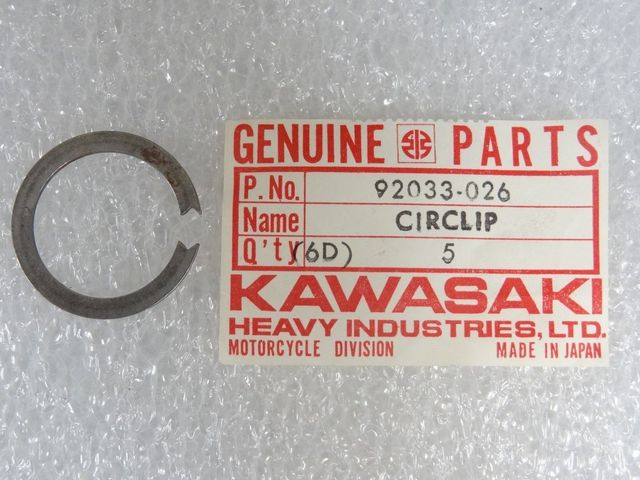 GENUINE PARTS
P. No. 92033-026
Name CIRCLIP
Q'ty (6D) 5
KAWASAKI
HEAVY INDUSTRIES, LTD.
MOTORCYCLE DIVISION MADE IN JAPAN